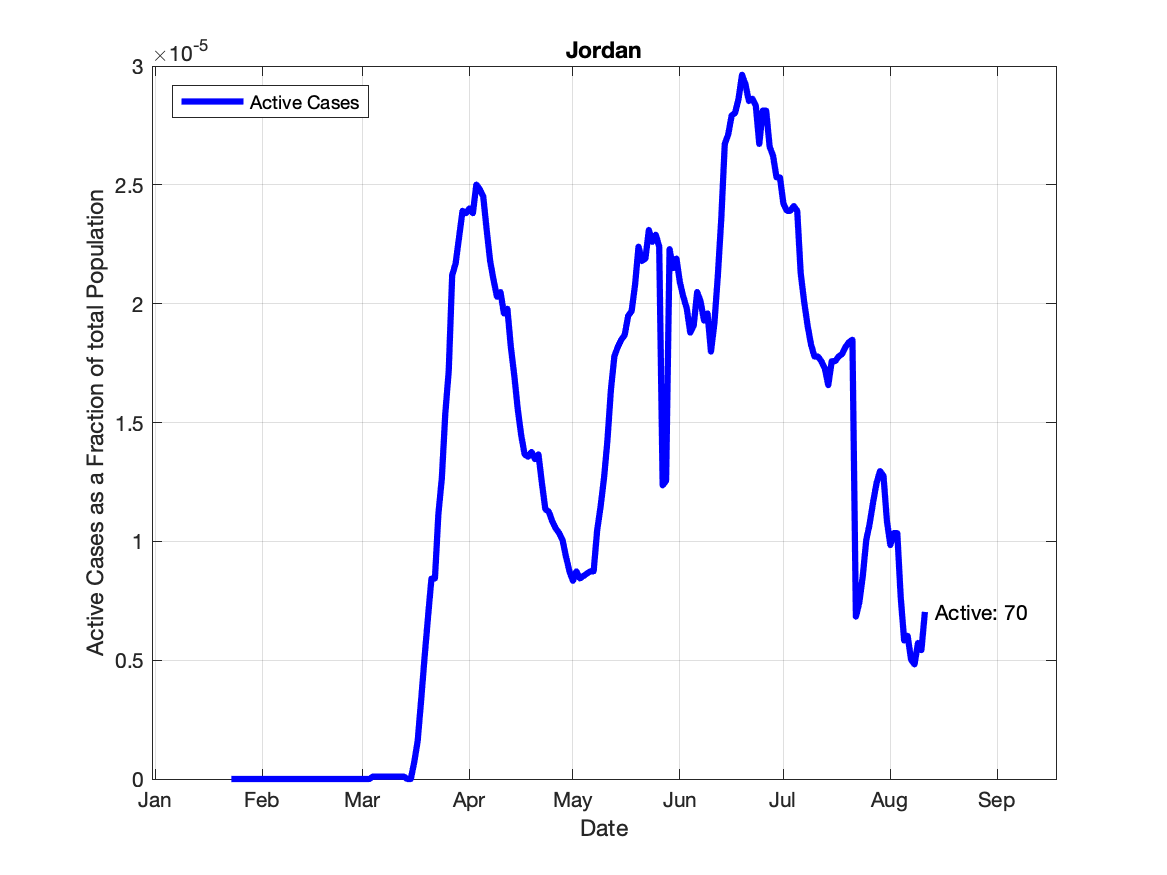 Jordan
×10-5
3
2.5
2
1.5
1
0.5
0
Active Cases as a Fraction of total Population
Active Cases
Active: 70
Jan Feb Mar Apr May Jun Jul Aug Sep
Date